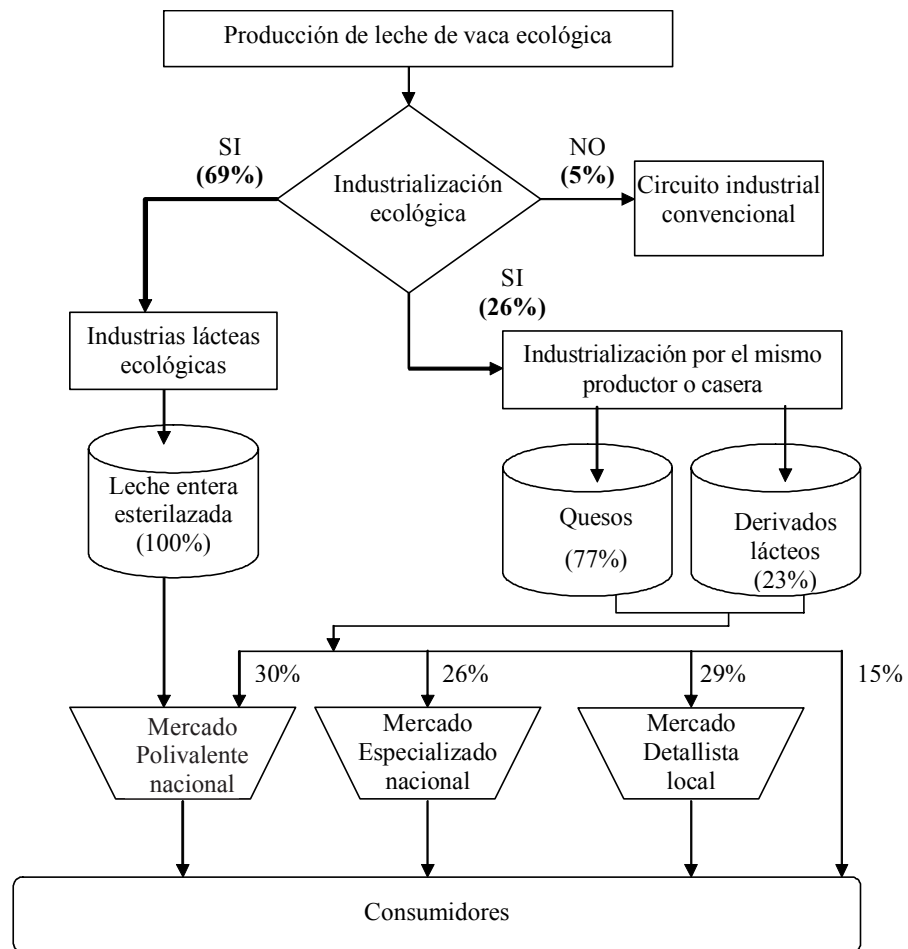 Producción de leche de vaca ecológica
SI
(69%)
NO
(5%)
Industrialización
ecológica
Circuito industrial
convencional
SI
(26%)
Industrias lácteas
ecológicas
Industrialización por el mismo
productor o casera
Leche entera
esterilazada
(100%)
Quesos
(77%)
Derivados
lácteos
(23%)
30%
26%
29%
15%
Mercado
Polivalente
nacional
Mercado
Especializado
nacional
Mercado
Detallista
local
Consumidores